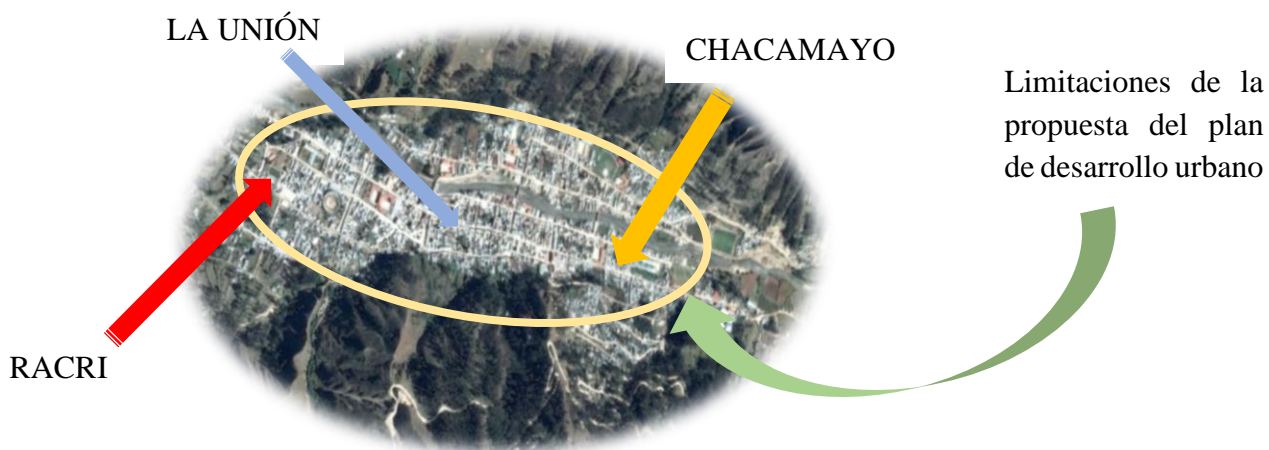 LA UNIÓN
CHACAMAYO
Limitaciones de la
propuesta del plan
de desarrollo urbano
RACRI